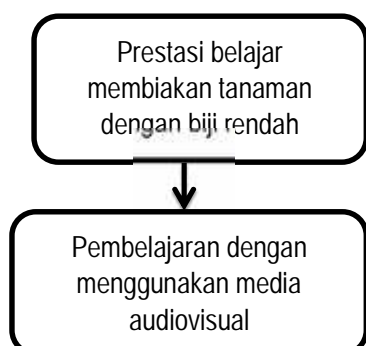 Prestasi belajar
membiakan tanaman
dengan biji rendah
Pembelajaran dengan
menggunakan media
audiovisual